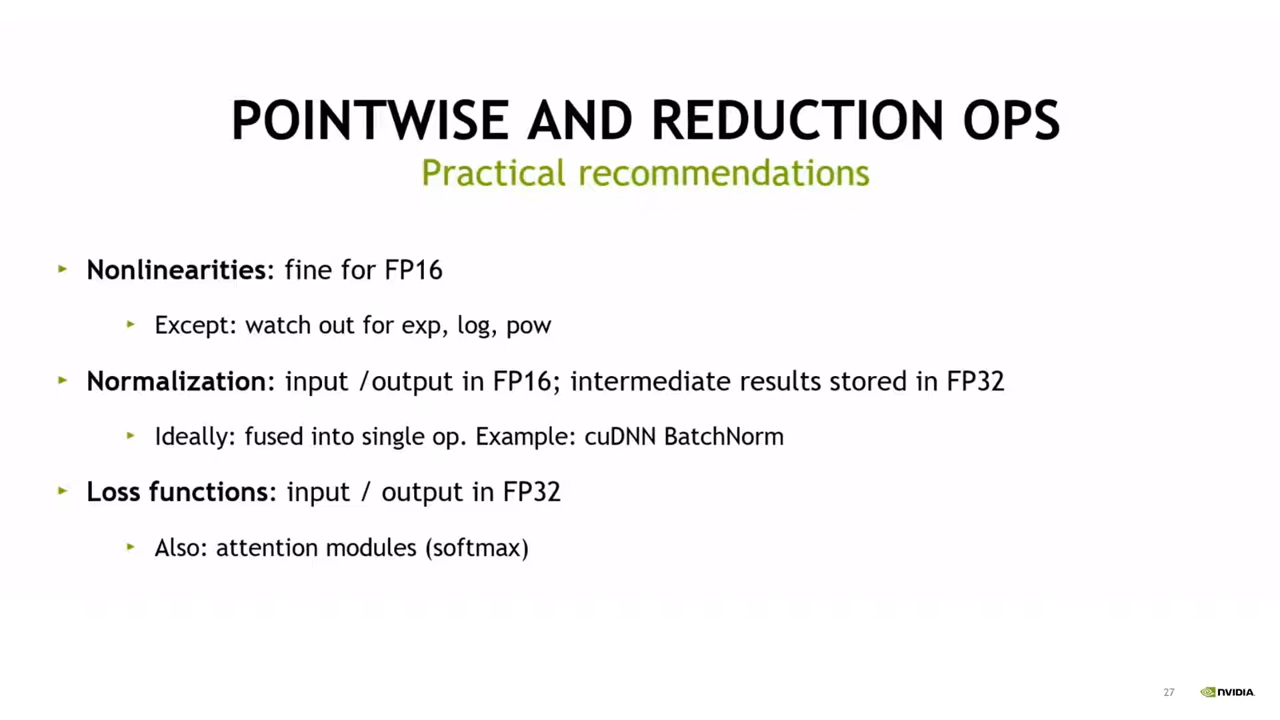 POINTWISE AND REDUCTION OPS
Practical recommendations
Nonlinearities: fine for FP16
Except: watch out for exp, log, pow
Normalization: input /output in FP16; intermediate results stored in FP32
Ideally: fused into single op. Example: cuDNN BatchNorm
Loss functions: input / output in FP32
Also: attention modules (softmax)
27
NVIDIA.